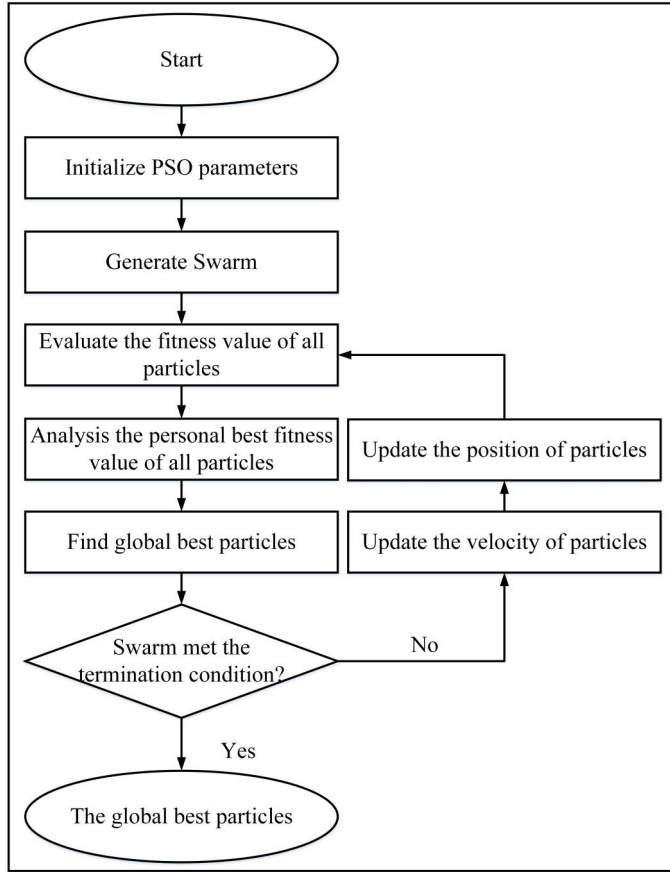 Start
Initialize PSO parameters
Generate Swarm
Evaluate the fitness value of all
particles
Analysis the personal best fitness
value of all particles
Find global best particles
Swarm met the
termination condition?
No
Update the velocity of particles
Update the position of particles
Yes
The global best particles